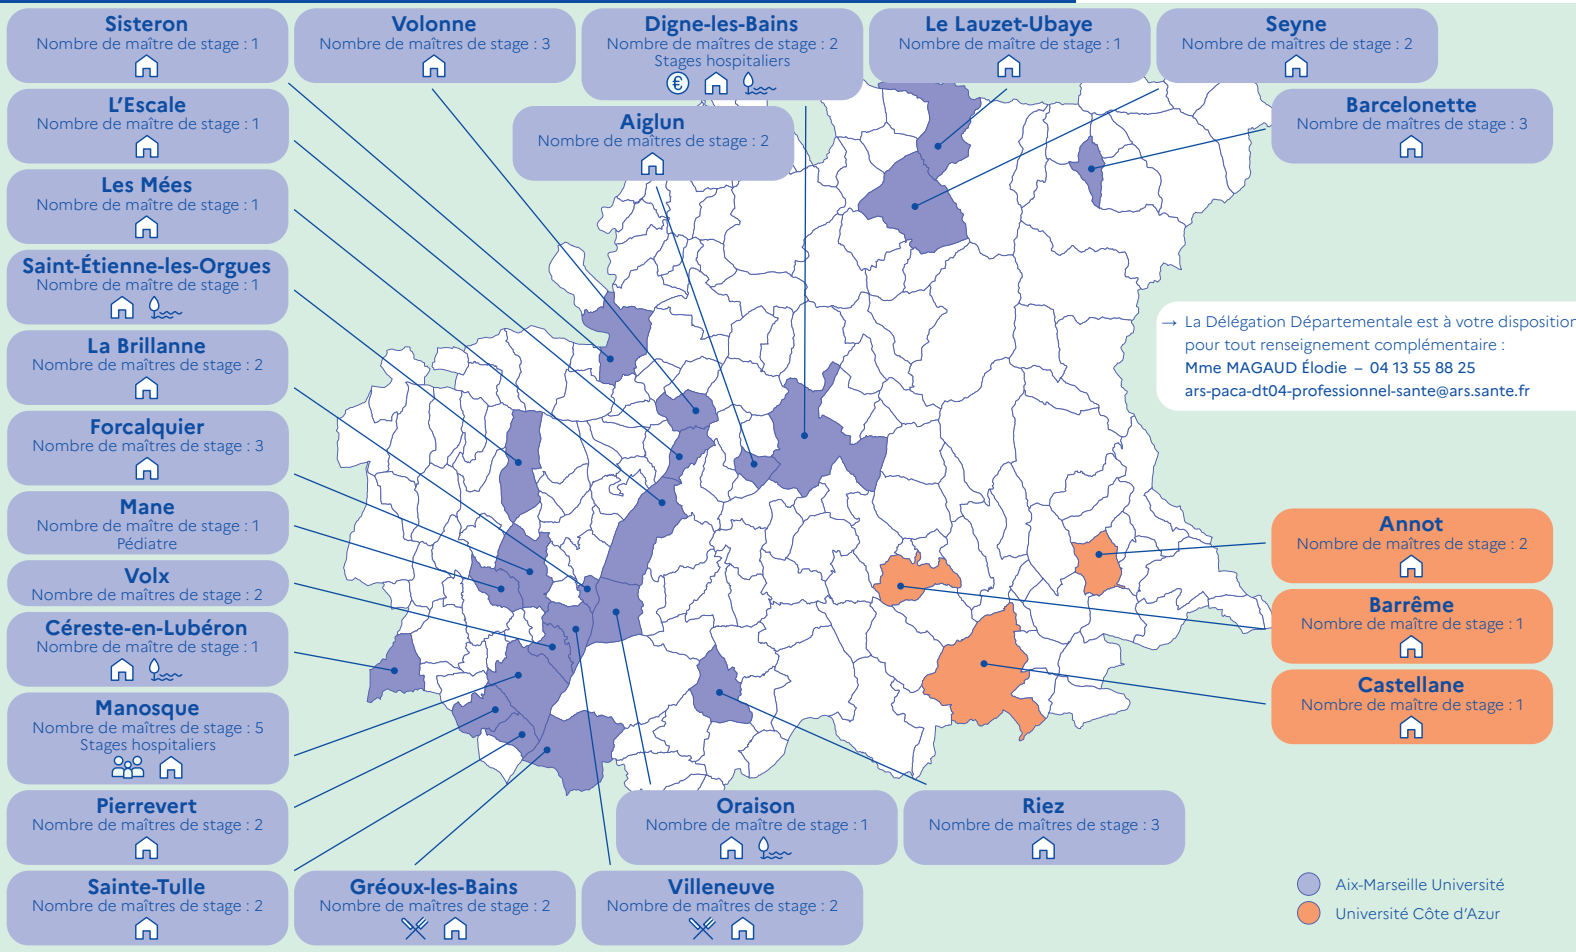 Sisteron
Nombre de maître de stage : 1
Volonne
Nombre de maîtres de stage : 3
Digne-les-Bains
Nombre de maîtres de stage : 2
Stages hospitaliers
€
Le Lauzet-Ubaye
Nombre de maîtres de stage : 1
Seyne
Nombre de maîtres de stage : 2
L'Escale
Nombre de maître de stage : 1
Aiglun
Nombre de maîtres de stage : 2
Barcelonette
Nombre de maîtres de stage : 3
Les Mées
Nombre de maître de stage : 1
Saint-Étienne-les-Orgues
Nombre de maître de stage : 1
La Brillanne
Nombre de maîtres de stage : 2
Forcalquier
Nombre de maîtres de stage : 3
Mane
Nombre de maître de stage : 1
Pédiatre
Volx
Nombre de maîtres de stage : 2
Céreste-en-Lubéron
Nombre de maître de stage : 1
Manosque
Nombre de maîtres de stage : 5
Stages hospitaliers
Pierrevert
Nombre de maîtres de stage : 2
Sainte-Tulle
Nombre de maîtres de stage : 2
Gréoux-les-Bains
Nombre de maîtres de stage : 2
Villeneuve
Nombre de maîtres de stage : 2
Oraison
Nombre de maître de stage : 1
Riez
Nombre de maîtres de stage : 3
→ La Délégation Départementale est à votre disposition
pour tout renseignement complémentaire :
Mme MAGAUD Élodie – 04 13 55 88 25
ars-paca-dt04-professionnel-sante@ars.sante.fr
Annot
Nombre de maîtres de stage : 2
Barrême
Nombre de maître de stage : 1
Castellane
Nombre de maître de stage : 1
Aix-Marseille Université
Université Côte d'Azur